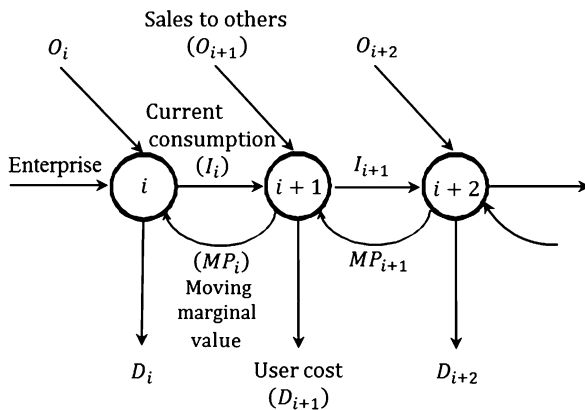 Sales to others
O_i
(O_{i+1})
O_{i+2}
Current
consumption
Enterprise
(I_i)
I_{i+1}
i
i + 1
i + 2
(MP_i)
MP_{i+1}
Moving
marginal
value
D_i
User cost
(D_{i+1})
D_{i+2}